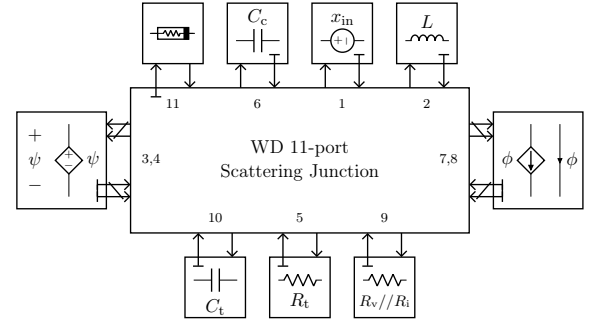 C_c
x_in
L
11
6
1
2
+
ψ
−
+
−
ψ
3,4
WD 11-port
Scattering Junction
7,8
ϕ
ϕ
10
5
9
C_t
R_t
R_v//R_i